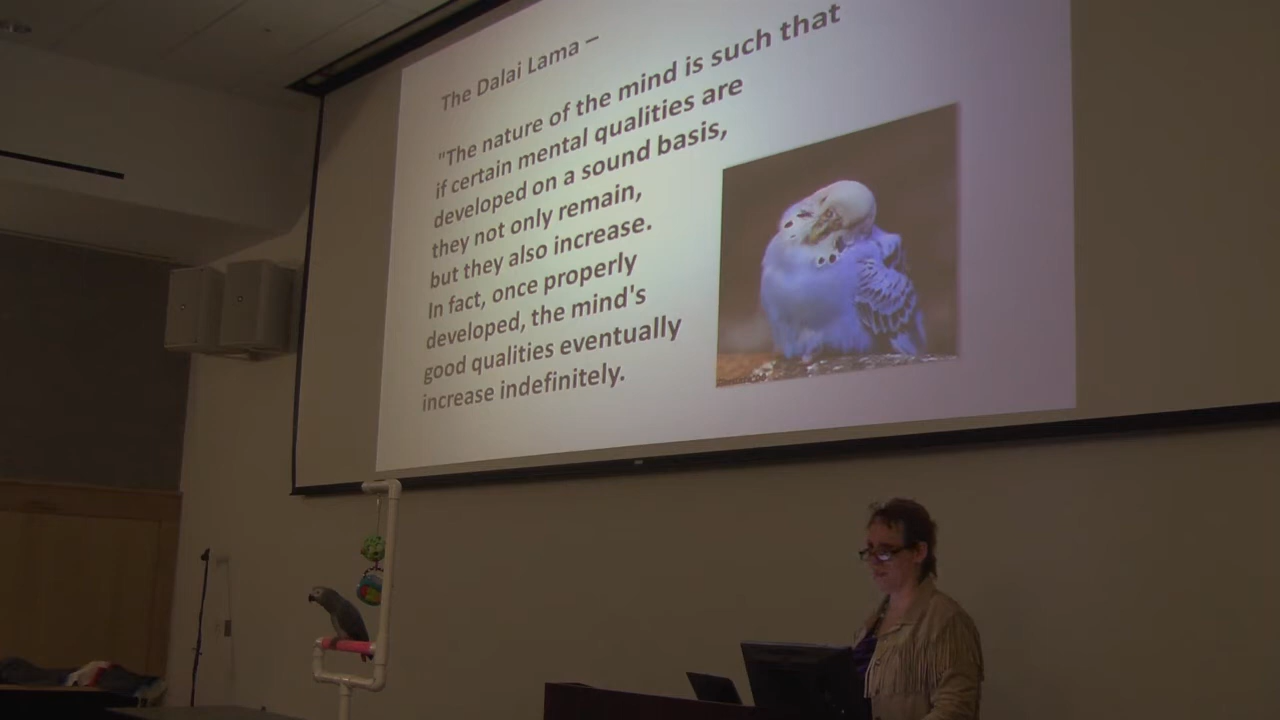 The Dalai Lama –
"The nature of the mind is such that
if certain mental qualities are
developed on a sound basis,
they not only remain,
but they also increase.
In fact, once properly
developed, the mind's
good qualities eventually
increase indefinitely.